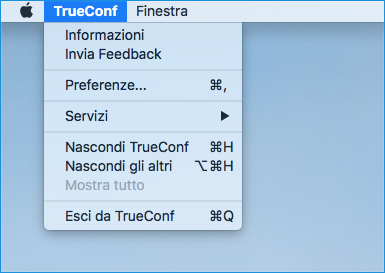 TrueConf Finestra
Informazioni
Invia Feedback
Preferenze... ⌘,
Servizi ▶
Nascondi TrueConf ⌘H
Nascondi gli altri ⌥⌘H
Mostra tutto
Esci da TrueConf ⌘Q